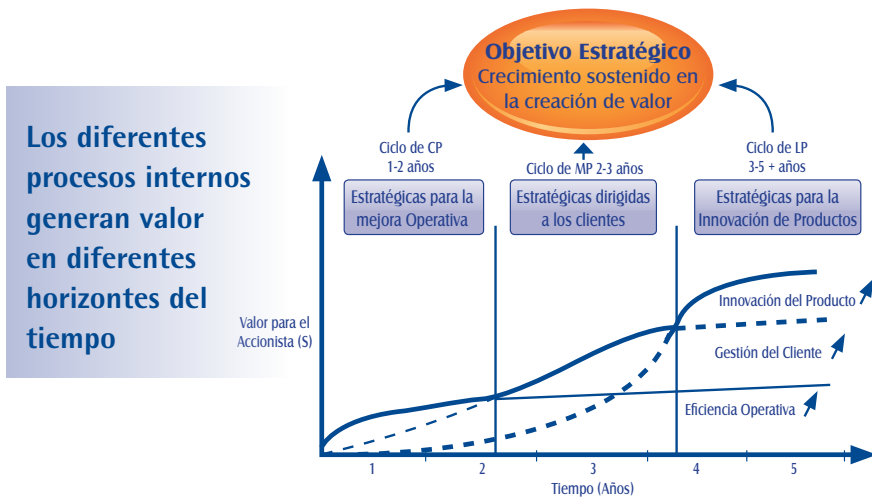 Objetivo Estratégico
Crecimiento sostenido en
la creación de valor
Los diferentes
procesos internos
generan valor
en diferentes
horizontes del
tiempo
Ciclo de CP
1-2 años
Estratégicas para la
mejora Operativa
Ciclo de MP 2-3 años
Estratégicas dirigidas
a los clientes
Ciclo de LP
3-5 + años
Estratégicas para la
Innovación de Productos
Valor para el
Accionista (S)
Innovación del Producto
Gestión del Cliente
Eficiencia Operativa
1 2 3 4 5
Tiempo (Años)